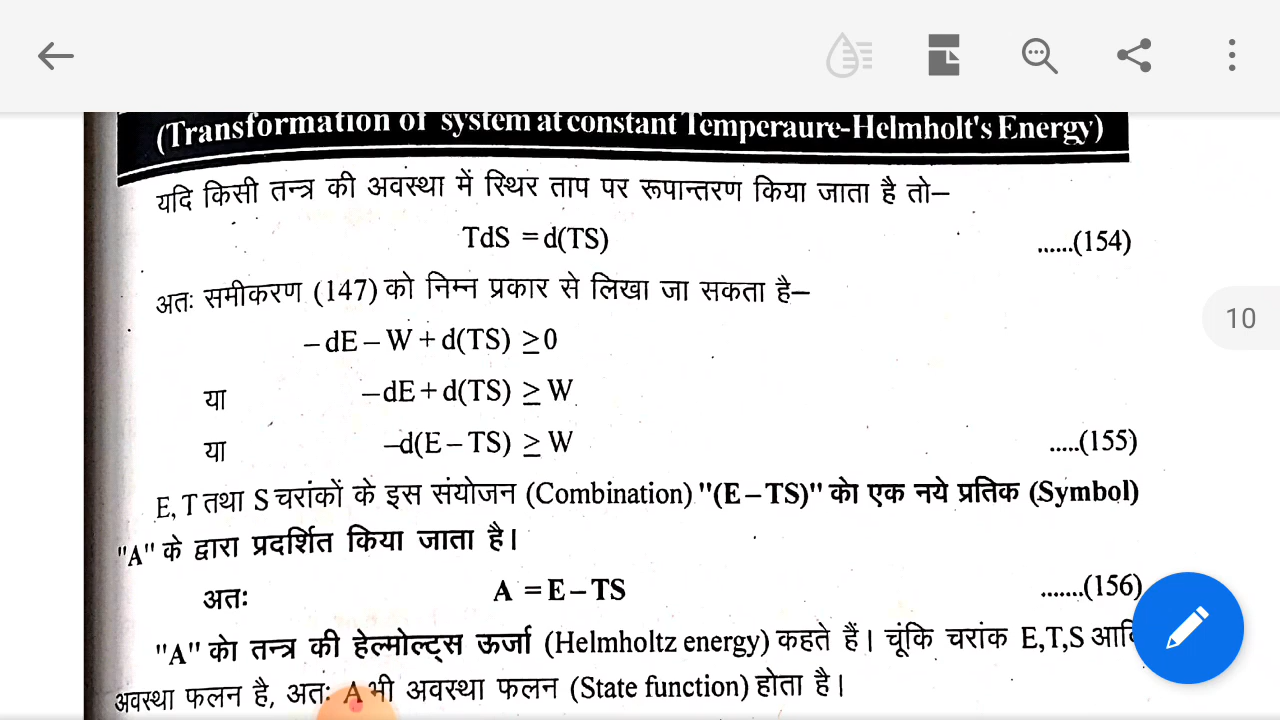 (Transformation of system at constant Temperaure-Helmholt's Energy)
यदि किसी तन्त्र की अवस्था में स्थिर ताप पर रूपान्तरण किया जाता है तो–
TdS = d(TS) ......(154)
अतः समीकरण (147) को निम्न प्रकार से लिखा जा सकता है–
10
– dE – W + d(TS) ≥ 0
या –dE + d(TS) ≥ W
या –d(E – TS) ≥ W .....(155)
E, T तथा S चरांकों के इस संयोजन (Combination) "(E – TS)" को एक नये प्रतिक (Symbol)
"A" के द्वारा प्रदर्शित किया जाता है।
अतः A = E – TS .......(156)
"A" को तन्त्र की हेल्मोल्ट्स ऊर्जा (Helmholtz energy) कहते हैं। चूंकि चरांक E,T,S
अवस्था फलन है, अतः A भी अवस्था फलन (State function) होता है।